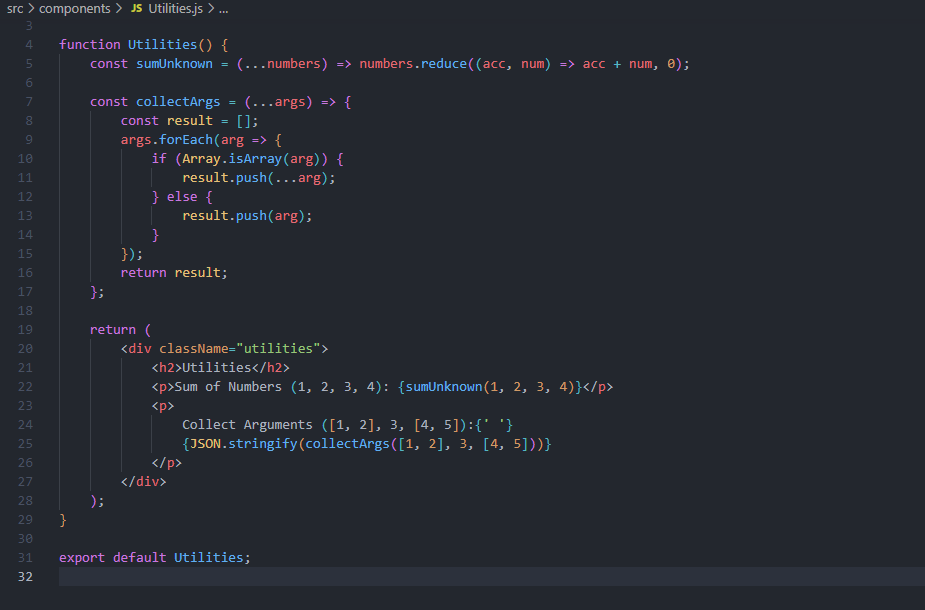 src > components > JS Utilities.js > ...
3
4 function Utilities() {
5     const sumUnknown = (...numbers) => numbers.reduce((acc, num) => acc + num, 0);
6
7     const collectArgs = (...args) => {
8         const result = [];
9         args.forEach(arg => {
10             if (Array.isArray(arg)) {
11                 result.push(...arg);
12             } else {
13                 result.push(arg);
14             }
15         });
16         return result;
17     };
18
19     return (
20         <div className="utilities">
21             <h2>Utilities</h2>
22             <p>Sum of Numbers (1, 2, 3, 4): {sumUnknown(1, 2, 3, 4)}</p>
23             <p>
24                 Collect Arguments ([1, 2], 3, [4, 5]):{' '}
25                 {JSON.stringify(collectArgs([1, 2], 3, [4, 5]))}
26             </p>
27         </div>
28     );
29 }
30
31 export default Utilities;
32